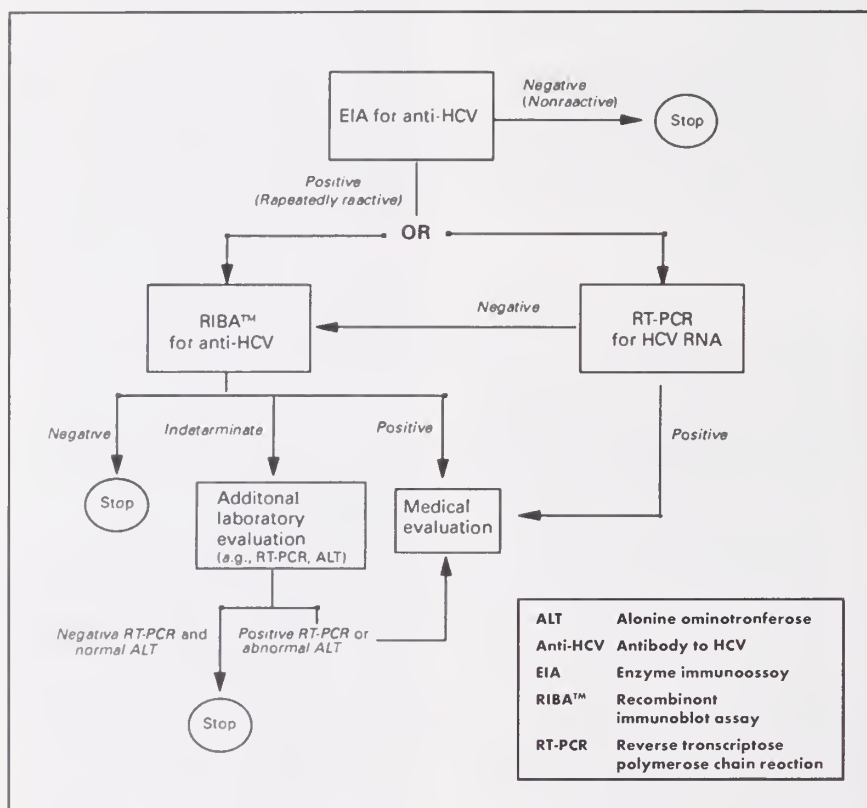 EIA for anti-HCV
Negative
(Nonraactive)
Stop
Positive
(Rapeatedly raactive)
OR
RIBA™
for anti-HCV
Negative
RT-PCR
for HCV RNA
Negative
Indetarminate
Positive
Positive
Stop
Additonal
laboratory
evaluation
(a.g., RT-PCR, ALT)
Medical
evaluation
Negativa RT-PCR and
normal ALT
Positive RT-PCR or
abnormal ALT
Stop
ALT Alonine ominotronferose
Anti-HCV Antibody to HCV
EIA Enzyme immunoossoy
RIBA™ Recombinont
immunoblot assay
RT-PCR Reverse tronscriptose
polymerose chain reoction